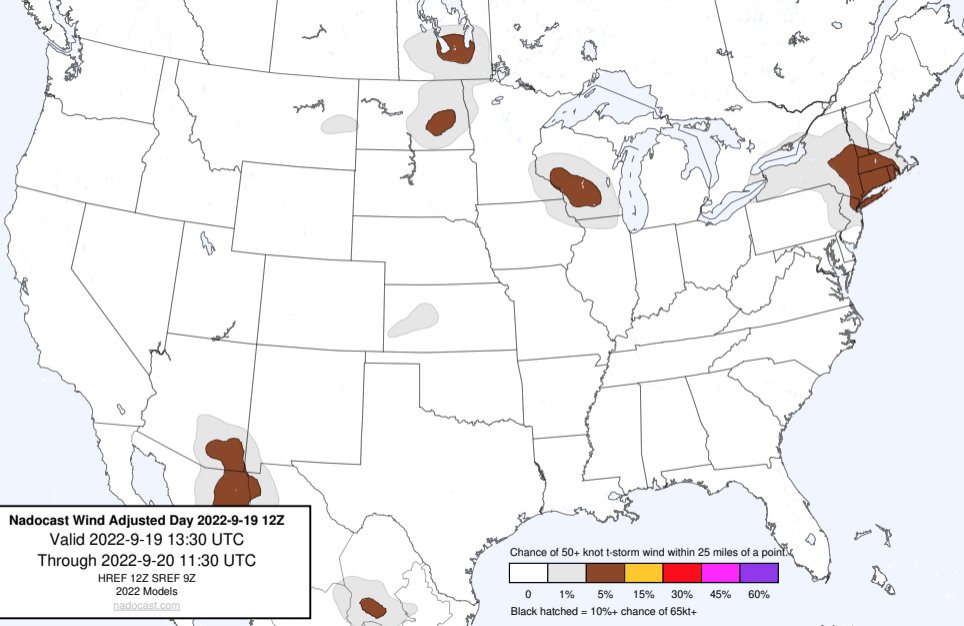 Nadocast Wind Adjusted Day 2022-9-19 12Z
Valid 2022-9-19 13:30 UTC
Through 2022-9-20 11:30 UTC
HREF 12Z SREF 9Z
2022 Models
nadocast.com
Chance of 50+ knot t-storm wind within 25 miles of a point.
0 1% 5% 15% 30% 45% 60%
Black hatched = 10%+ chance of 65kt+